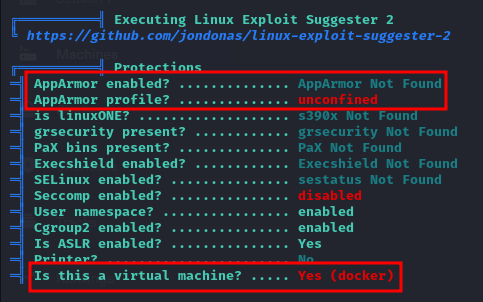 Executing Linux Exploit Suggester 2
https://github.com/jondonas/linux-exploit-suggester-2
Protections
AppArmor enabled? .............. AppArmor Not Found
AppArmor profile? .............. unconfined
is linuxONE? ................... s390x Not Found
grsecurity present? ............ grsecurity Not Found
PaX bins present? .............. PaX Not Found
Execshield enabled? ............ Execshield Not Found
SELinux enabled? ............... sestatus Not Found
Seccomp enabled? ............... disabled
User namespace? ................ enabled
Cgroup2 enabled? ............... enabled
Is ASLR enabled? ............... Yes
Printer? ....................... No
Is this a virtual machine? ..... Yes (docker)